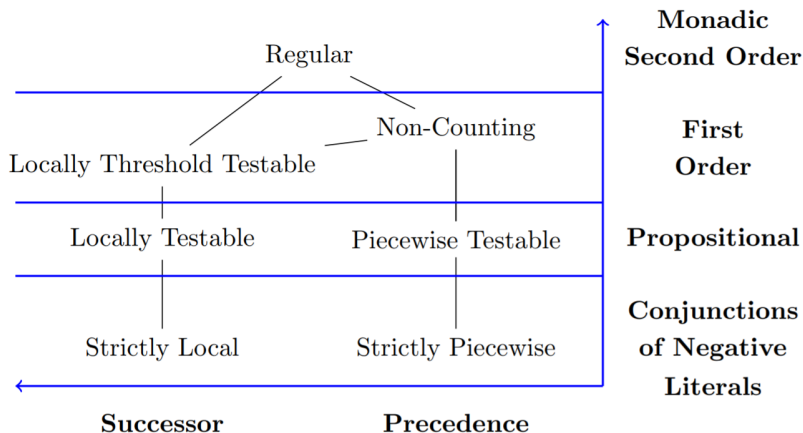 Monadic
Second Order
Regular
Non-Counting
First
Order
Locally Threshold Testable
Locally Testable
Piecewise Testable
Propositional
Conjunctions
of Negative
Literals
Strictly Local
Strictly Piecewise
Successor
Precedence